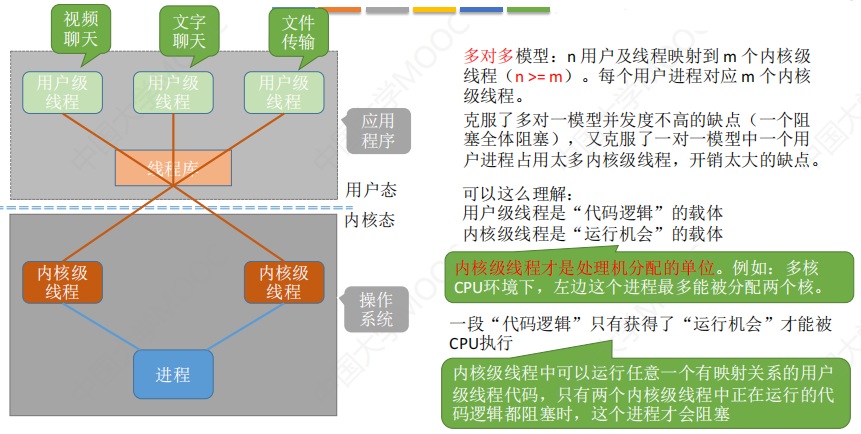 视频
聊天
文字
聊天
文件
传输
用户级
线程
用户级
线程
用户级
线程
应用
程序
线程库
用户态
内核态
内核级
线程
内核级
线程
操作
系统
进程
多对多模型：n 用户及线程映射到 m 个内核级
线程（n >= m）。每个用户进程对应 m 个内核
级线程。
克服了多对一模型并发度不高的缺点（一个阻
塞全体阻塞），又克服了一对一模型中一个用
户进程占用太多内核级线程，开销太大的缺点。
可以这么理解：
用户级线程是“代码逻辑”的载体
内核级线程是“运行机会”的载体
内核级线程才是处理机分配的单位。例如：多核
CPU环境下，左边这个进程最多能被分配两个核。
一段“代码逻辑”只有获得了“运行机会”才能被
CPU执行
内核级线程中可以运行任意一个有映射关系的用户
级线程代码，只有两个内核级线程中正在运行的代
码逻辑都阻塞时，这个进程才会阻塞
中国大学MOOC